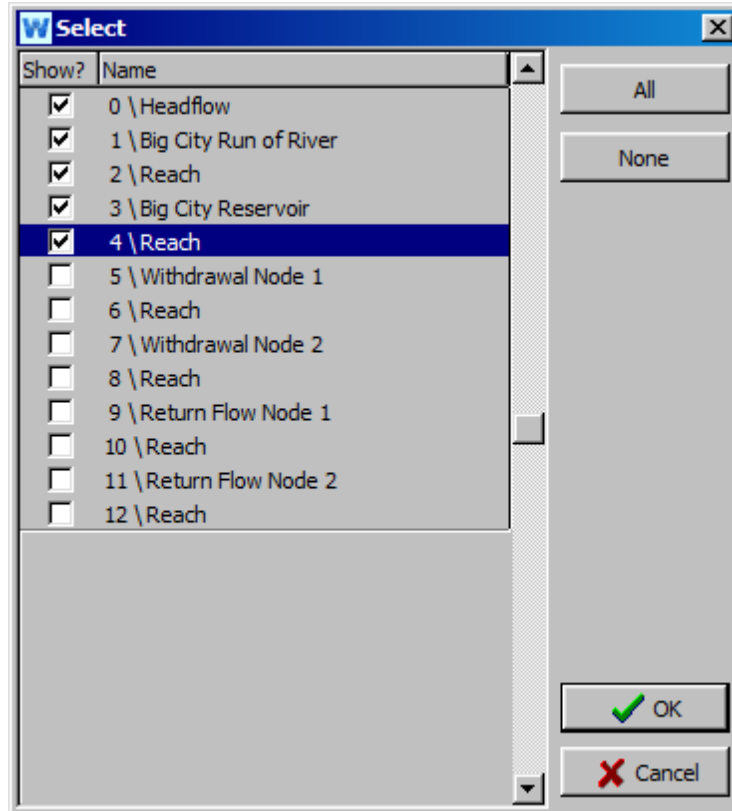 W Select
Show? Name
0 \ Headflow
1 \ Big City Run of River
2 \ Reach
3 \ Big City Reservoir
4 \ Reach
5 \ Withdrawal Node 1
6 \ Reach
7 \ Withdrawal Node 2
8 \ Reach
9 \ Return Flow Node 1
10 \ Reach
11 \ Return Flow Node 2
12 \ Reach
All
None
OK
Cancel